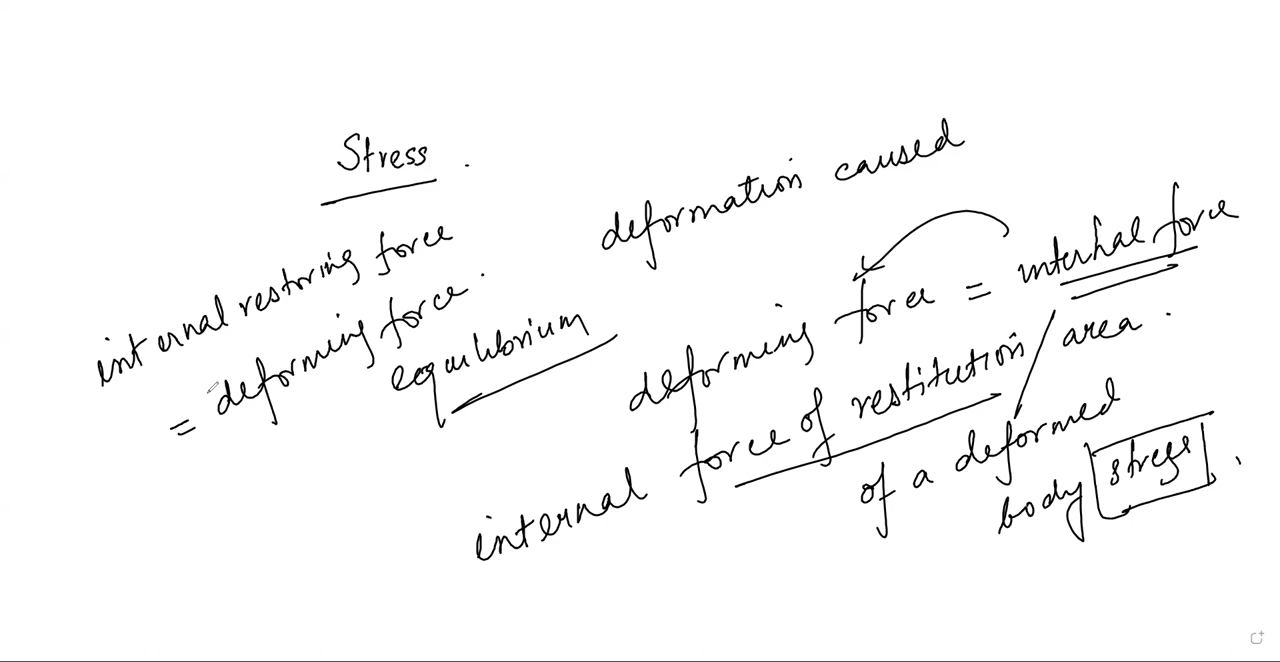 Stress
internal restoring force
= deforming force.
equilibrium
deformation caused
deforming force = internal force
internal force of restitution / area.
of a deformed
body stress